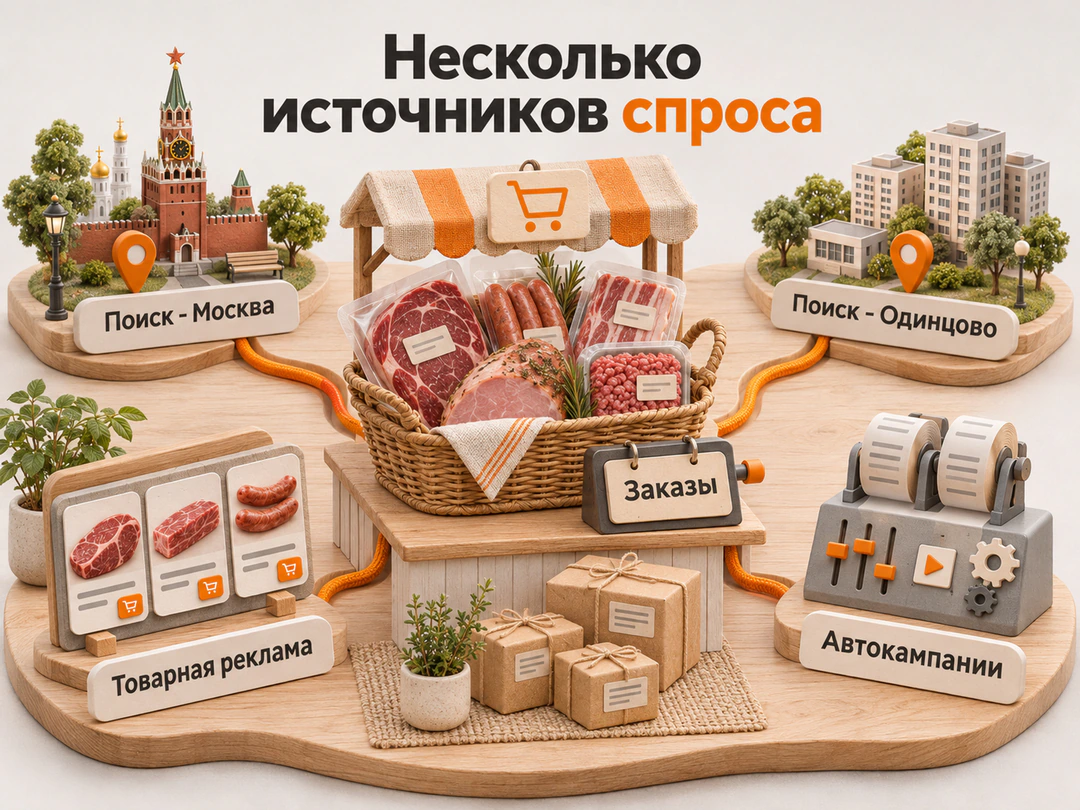 Несколько
источников спроса
Поиск - Москва
Поиск - Одинцово
Заказы
Товарная реклама
Автокампании